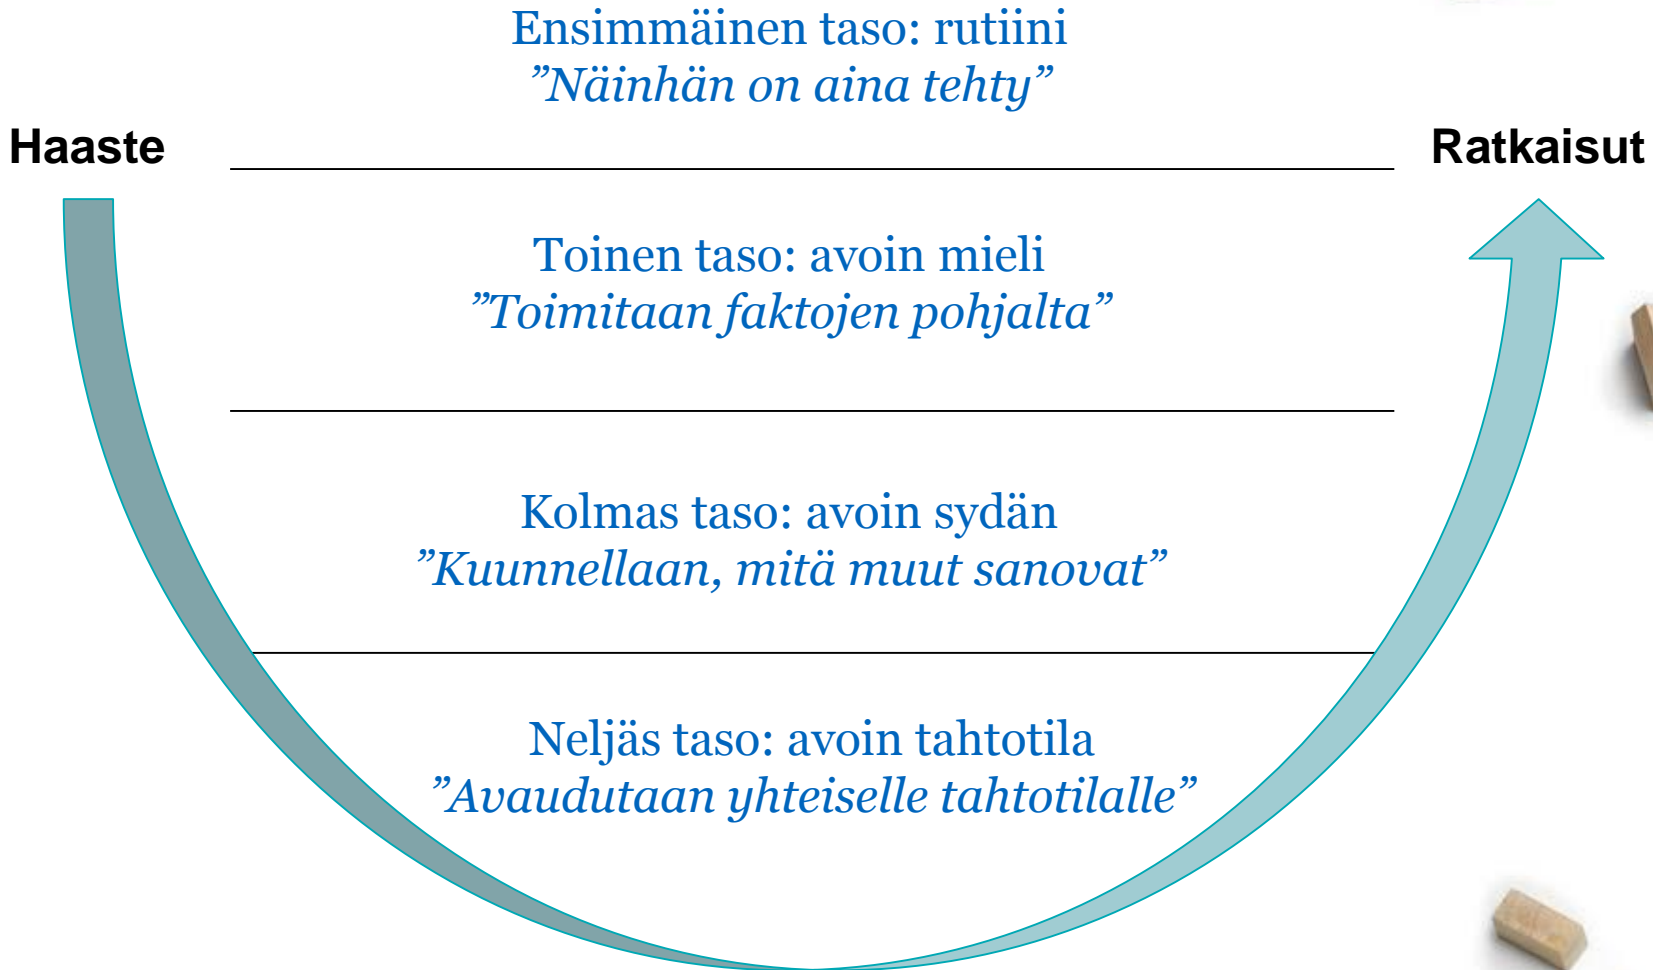 Ensimmäinen taso: rutiini
”Näinhän on aina tehty”
Haaste
Ratkaisut
Toinen taso: avoin mieli
”Toimitaan faktojen pohjalta”
Kolmas taso: avoin sydän
”Kuunnellaan, mitä muut sanovat”
Neljäs taso: avoin tahtotila
”Avaudutaan yhteiselle tahtotilalle”